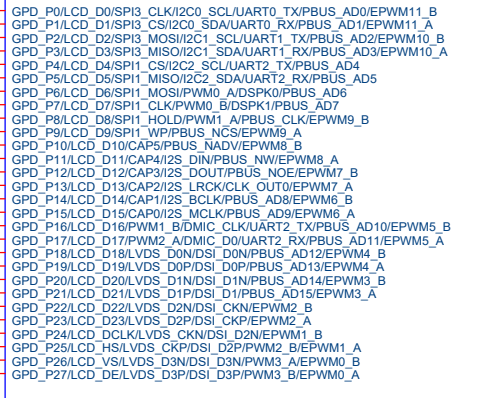 GPD_P0/LCD_D0/SPI3_CLK/I2C0_SCL/UART0_TX/PBUS_AD0/EPWM11_B
GPD_P1/LCD_D1/SPI3_CS/I2C0_SDA/UART0_RX/PBUS_AD1/EPWM11_A
GPD_P2/LCD_D2/SPI3_MOSI/I2C1_SCL/UART1_TX/PBUS_AD2/EPWM10_B
GPD_P3/LCD_D3/SPI3_MISO/I2C1_SDA/UART1_RX/PBUS_AD3/EPWM10_A
GPD_P4/LCD_D4/SPI1_CS/I2C2_SCL/UART2_TX/PBUS_AD4
GPD_P5/LCD_D5/SPI1_MISO/I2C2_SDA/UART2_RX/PBUS_AD5
GPD_P6/LCD_D6/SPI1_MOSI/PWM0_A/DSPK0/PBUS_AD6
GPD_P7/LCD_D7/SPI1_CLK/PWM0_B/DSPK1/PBUS_AD7
GPD_P8/LCD_D8/SPI1_HOLD/PWM1_A/PBUS_CLK/EPWM9_B
GPD_P9/LCD_D9/SPI1_WP/PBUS_NCS/EPWM9_A
GPD_P10/LCD_D10/CAP5/PBUS_NADV/EPWM8_B
GPD_P11/LCD_D11/CAP4/I2S_DIN/PBUS_NW/EPWM8_A
GPD_P12/LCD_D12/CAP3/I2S_DOUT/PBUS_NOE/EPWM7_B
GPD_P13/LCD_D13/CAP2/I2S_LRCK/CLK_OUT0/EPWM7_A
GPD_P14/LCD_D14/CAP1/I2S_BCLK/PBUS_AD8/EPWM6_B
GPD_P15/LCD_D15/CAP0/I2S_MCLK/PBUS_AD9/EPWM6_A
GPD_P16/LCD_D16/PWM1_B/DMIC_CLK/UART2_TX/PBUS_AD10/EPWM5_B
GPD_P17/LCD_D17/PWM2_A/DMIC_D0/UART2_RX/PBUS_AD11/EPWM5_A
GPD_P18/LCD_D18/LVDS_D0N/DSI_D0N/PBUS_AD12/EPWM4_B
GPD_P19/LCD_D19/LVDS_D0P/DSI_D0P/PBUS_AD13/EPWM4_A
GPD_P20/LCD_D20/LVDS_D1N/DSI_D1N/PBUS_AD14/EPWM3_B
GPD_P21/LCD_D21/LVDS_D1P/DSI_D1/PBUS_AD15/EPWM3_A
GPD_P22/LCD_D22/LVDS_D2N/DSI_CKN/EPWM2_B
GPD_P23/LCD_D23/LVDS_D2P/DSI_CKP/EPWM2_A
GPD_P24/LCD_DCLK/LVDS_CKN/DSI_D2N/EPWM1_B
GPD_P25/LCD_HS/LVDS_CKP/DSI_D2P/PWM2_B/EPWM1_A
GPD_P26/LCD_VS/LVDS_D3N/DSI_D3N/PWM3_A/EPWM0_B
GPD_P27/LCD_DE/LVDS_D3P/DSI_D3P/PWM3_B/EPWM0_A